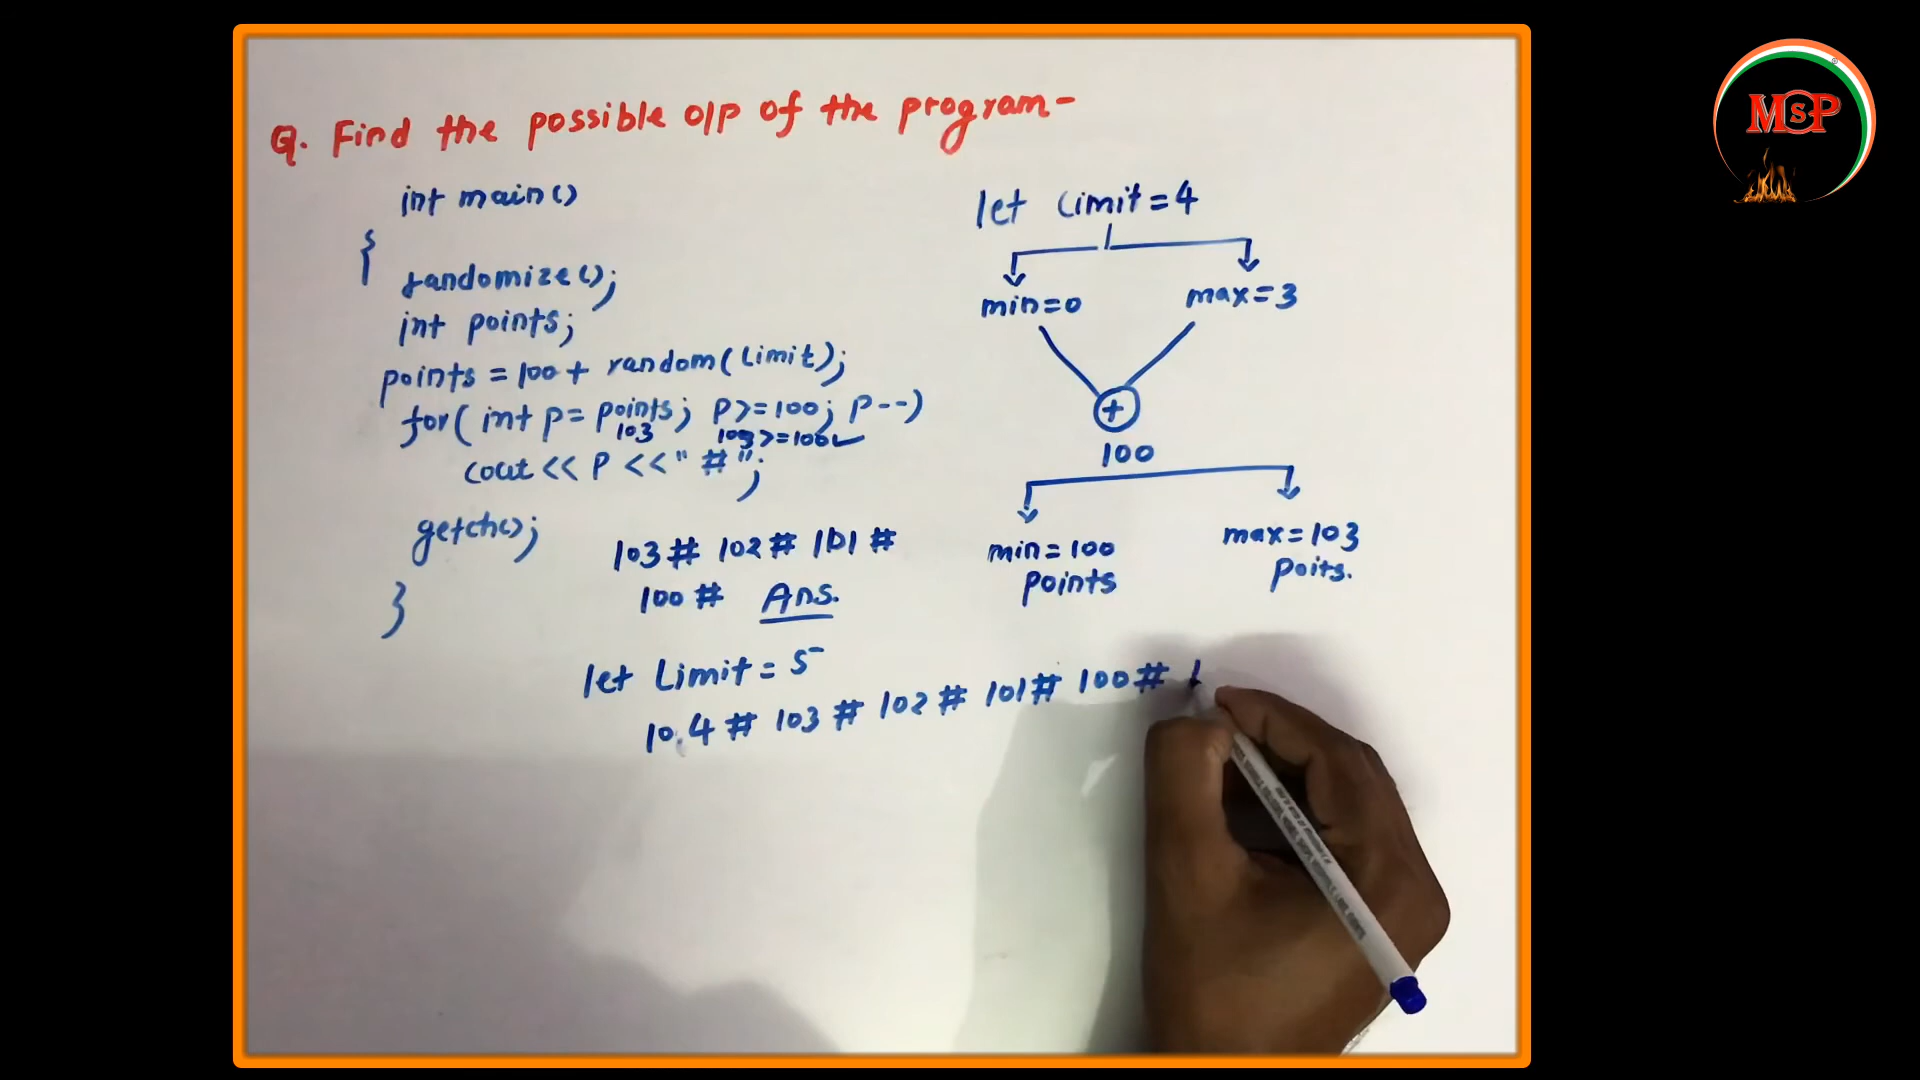 Q. Find the possible o/p of the program-
int main()
{
randomize();
int points;
points = 100 + random(Limit);
for( int p= points; P>=100; P--)
103 103>=100✓
cout << P << "#";
getch();
}
103# 102# 101#
100# Ans.
let Limit=4
min=0 max=3
+
100
min=100 max=103
points poits.
let Limit= 5
10.4 # 103 # 102 # 101 # 100 #
MSP